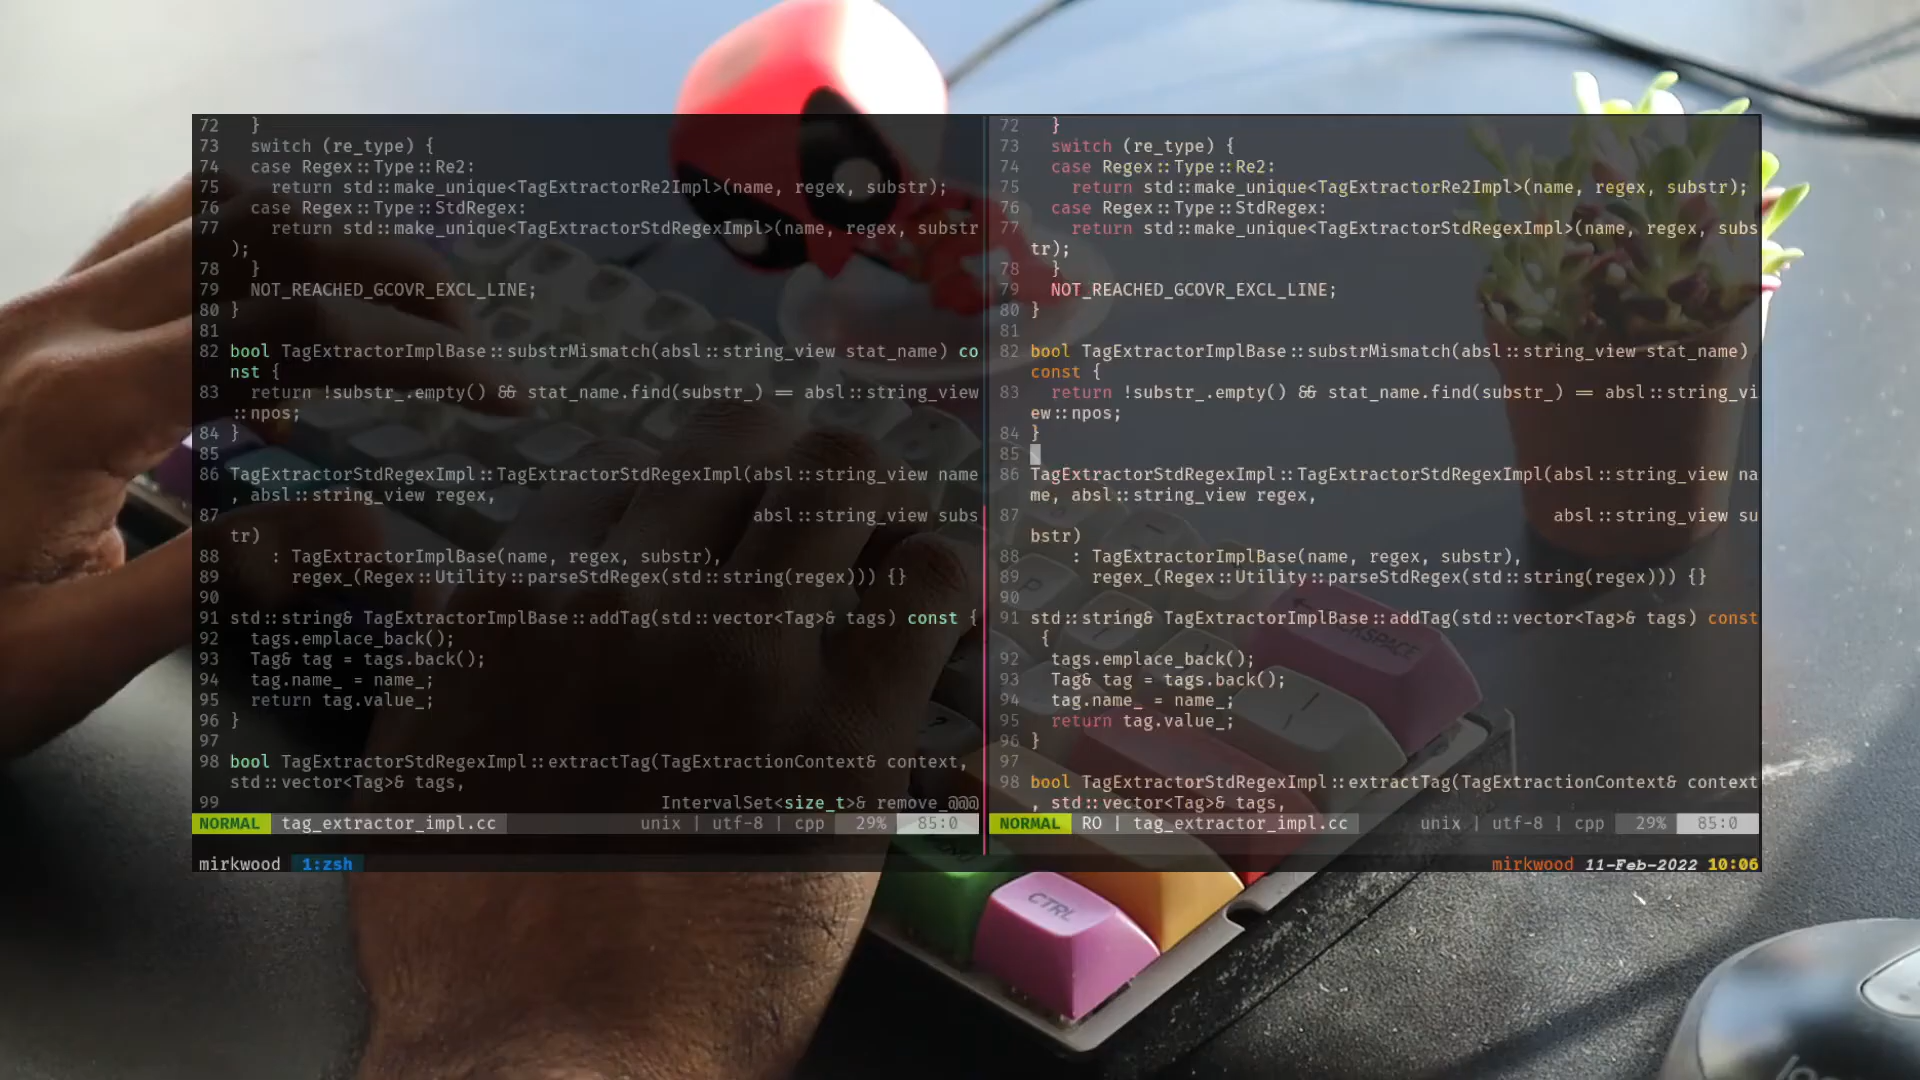 72   }
73   switch (re_type) {
74   case Regex::Type::Re2:
75     return std::make_unique<TagExtractorRe2Impl>(name, regex, substr);
76   case Regex::Type::StdRegex:
77     return std::make_unique<TagExtractorStdRegexImpl>(name, regex, substr
);
78   }
79   NOT_REACHED_GCOVR_EXCL_LINE;
80 }
81
82 bool TagExtractorImplBase::substrMismatch(absl::string_view stat_name) co
nst {
83   return !substr_.empty() && stat_name.find(substr_) == absl::string_view
::npos;
84 }
85
86 TagExtractorStdRegexImpl::TagExtractorStdRegexImpl(absl::string_view name
, absl::string_view regex,
87                                                    absl::string_view subs
tr)
88     : TagExtractorImplBase(name, regex, substr),
89       regex_(Regex::Utility::parseStdRegex(std::string(regex))) {}
90
91 std::string& TagExtractorImplBase::addTag(std::vector<Tag>& tags) const {
92   tags.emplace_back();
93   Tag& tag = tags.back();
94   tag.name_ = name_;
95   return tag.value_;
96 }
97
98 bool TagExtractorStdRegexImpl::extractTag(TagExtractionContext& context,
std::vector<Tag>& tags,
99                                           IntervalSet<size_t>& remove_@@@
NORMAL tag_extractor_impl.cc unix | utf-8 | cpp 29% 85:0
72   }
73   switch (re_type) {
74   case Regex::Type::Re2:
75     return std::make_unique<TagExtractorRe2Impl>(name, regex, substr);
76   case Regex::Type::StdRegex:
77     return std::make_unique<TagExtractorStdRegexImpl>(name, regex, subs
tr);
78   }
79   NOT_REACHED_GCOVR_EXCL_LINE;
80 }
81
82 bool TagExtractorImplBase::substrMismatch(absl::string_view stat_name)
const {
83   return !substr_.empty() && stat_name.find(substr_) == absl::string_vi
ew::npos;
84 }
85
86 TagExtractorStdRegexImpl::TagExtractorStdRegexImpl(absl::string_view na
me, absl::string_view regex,
87                                                    absl::string_view su
bstr)
88     : TagExtractorImplBase(name, regex, substr),
89       regex_(Regex::Utility::parseStdRegex(std::string(regex))) {}
90
91 std::string& TagExtractorImplBase::addTag(std::vector<Tag>& tags) const
 {
92   tags.emplace_back();
93   Tag& tag = tags.back();
94   tag.name_ = name_;
95   return tag.value_;
96 }
97
98 bool TagExtractorStdRegexImpl::extractTag(TagExtractionContext& context
, std::vector<Tag>& tags,
NORMAL RO | tag_extractor_impl.cc unix | utf-8 | cpp 29% 85:0
mirkwood 1:zsh mirkwood 11-Feb-2022 10:06
BACKSPACE
CTRL